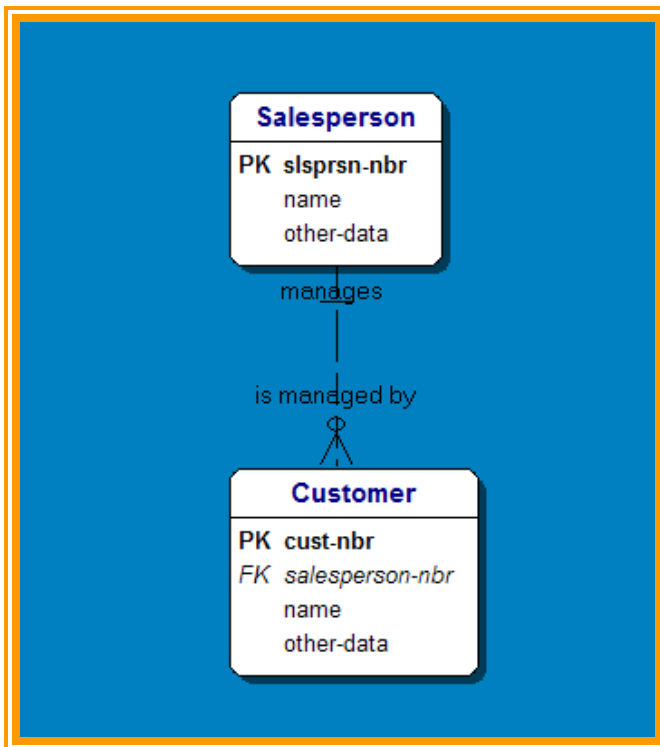 Salesperson
PK slsprsn-nbr
name
other-data
manages
is managed by
Customer
PK cust-nbr
FK salesperson-nbr
name
other-data